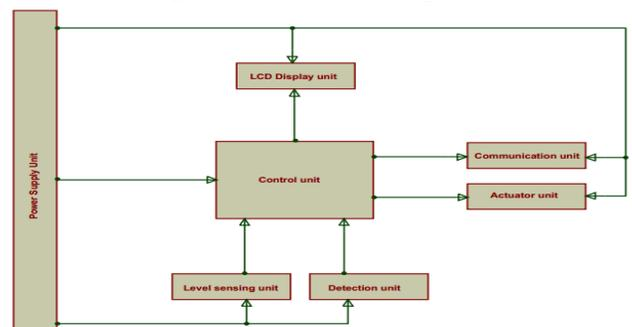 LCD Display unit
Power Supply Unit
Control unit
Communication unit
Actuator unit
Level sensing unit
Detection unit